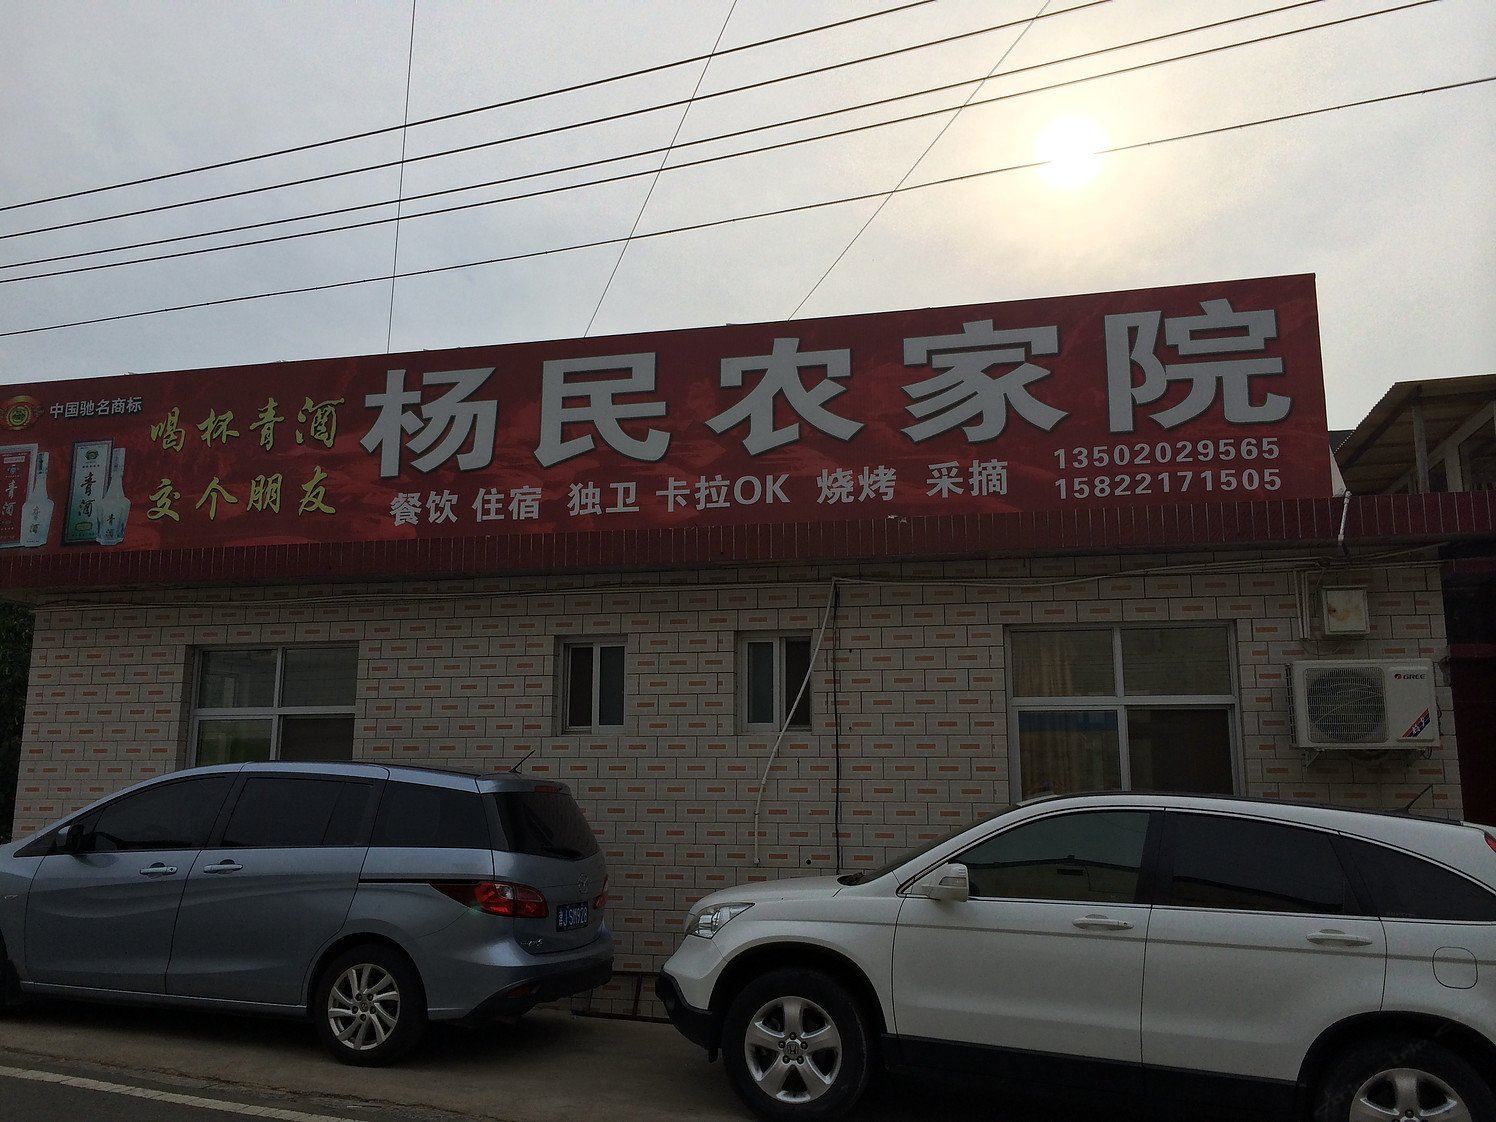 中国驰名商标
喝杯青酒
交个朋友
青酒
青酒
青酒
杨民农家院
餐饮 住宿 独卫 卡拉OK 烧烤 采摘
13502029565
15822171505
GREE